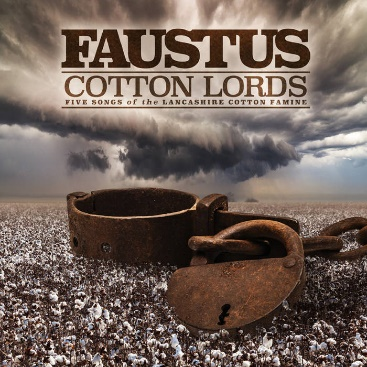 FAUSTUS
COTTON LORDS
FIVE SONGS of the LANCASHIRE COTTON FAMINE